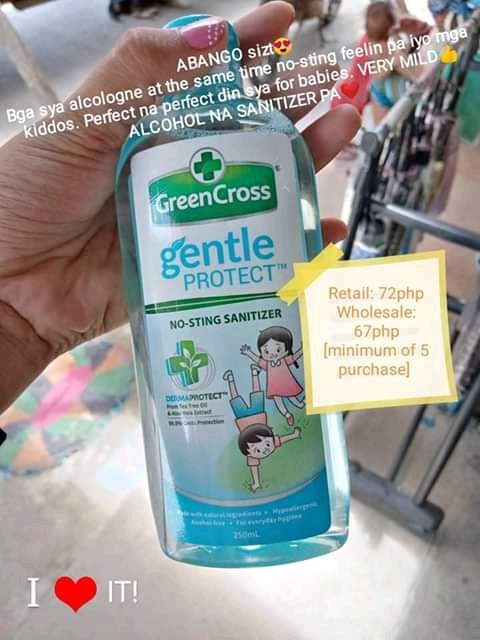 ABANGO sizt😍
Bga sya alcologne at the same time no-sting feelin pa iyo mga
kiddos. Perfect na perfect din sya for babies. VERY MILD👍
ALCOHOL NA SANITIZER PA❤
GreenCross
gentle
PROTECT™
NO-STING SANITIZER
DERMAPROTECT™
From Tea Tree Oil
& Aloe Vera Extract
99.9% Germ Protection
Made with natural ingredients • Hypoallergenic
Alcohol-free • For everyday hygiene
250mL
Retail: 72php
Wholesale:
67php
[minimum of 5
purchase]
I ❤ IT!